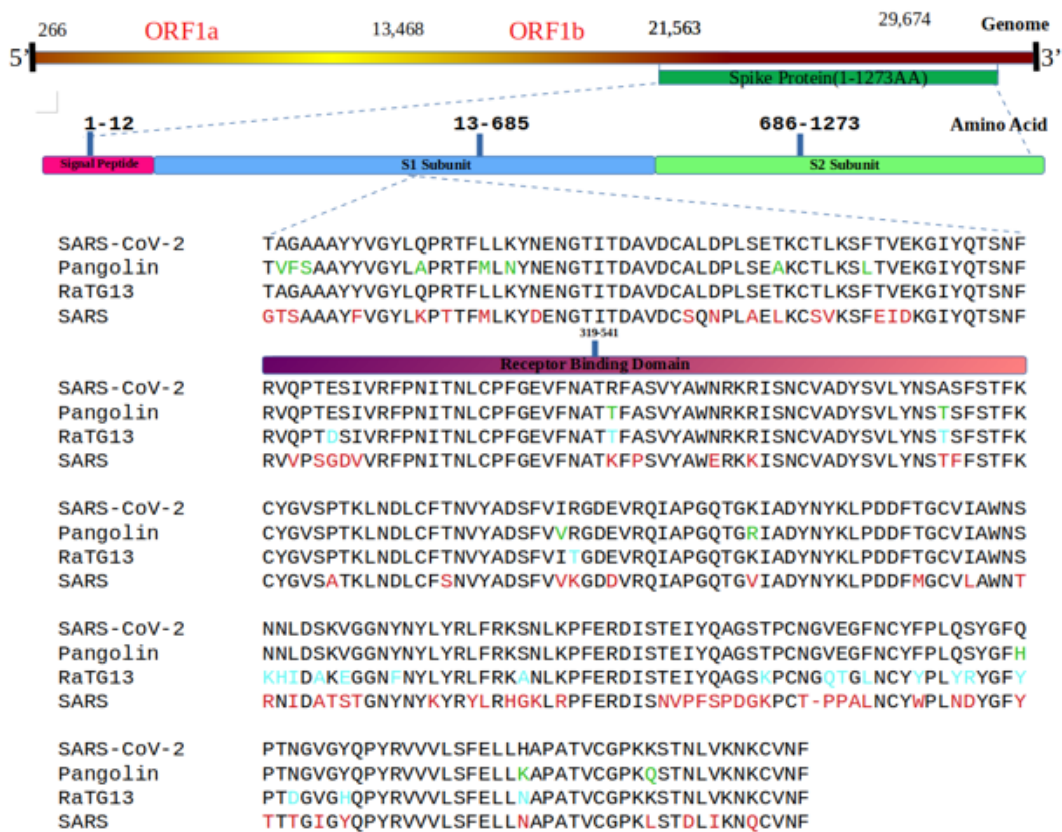 266 ORF1a 13,468 ORF1b 21,563 29,674 Genome
5’ 3’
Spike Protein(1-1273AA)
1-12 13-685 686-1273 Amino Acid
Signal Peptide S1 Subunit S2 Subunit
SARS-CoV-2 TAGAAAYYVGYLQPRTFLLKYNENGTITDAVDCALDPLSETKCTLKSFTVEKGIYQTSNF
Pangolin TVFSAAYYVGYLAPRTFMLNYNENGTITDAVDCALDPLSEAKCTLKSLTVEKGIYQTSNF
RaTG13 TAGAAAYYVGYLQPRTFLLKYNENGTITDAVDCALDPLSETKCTLKSFTVEKGIYQTSNF
SARS GTSAAAYFVGYLKPTTFMLKYDENGTITDAVDCSQNPLAELKCSVKSFEIDKGIYQTSNF
319-541
Receptor Binding Domain
SARS-CoV-2 RVQPTESIVRFPNITNLCPFGEVFNATRFASVYAWNRKRISNCVADYSVLYNSASFSTFK
Pangolin RVQPTESIVRFPNITNLCPFGEVFNATTFASVYAWNRKRISNCVADYSVLYNSTSFSTFK
RaTG13 RVQPTDSIVRFPNITNLCPFGEVFNATTFASVYAWNRKRISNCVADYSVLYNSTSFSTFK
SARS RVVPSGDVVRFPNITNLCPFGEVFNATKFPSVYAWERKKISNCVADYSVLYNSTFFSTFK
SARS-CoV-2 CYGVSPTKLNDLCFTNVYADSFVIRGDEVRQIAPGQTGKIADYNYKLPDDFTGCVIAWNS
Pangolin CYGVSPTKLNDLCFTNVYADSFVVRGDEVRQIAPGQTGRIADYNYKLPDDFTGCVIAWNS
RaTG13 CYGVSPTKLNDLCFTNVYADSFVITGDEVRQIAPGQTGKIADYNYKLPDDFTGCVIAWNS
SARS CYGVSATKLNDLCFSNVYADSFVVKGDDVRQIAPGQTGVIADYNYKLPDDFMGCVLAWNT
SARS-CoV-2 NNLDSKVGGNYNYLYRLFRKSNLKPFERDISTEIYQAGSTPCNGVEGFNCYFPLQSYGFQ
Pangolin NNLDSKVGGNYNYLYRLFRKSNLKPFERDISTEIYQAGSTPCNGVEGFNCYFPLQSYGFH
RaTG13 KHIDAKEGGNFNYLYRLFRKANLKPFERDISTEIYQAGSKPCNGQTGLNCYYPLYRYGFY
SARS RNIDATSTGNYNYKYRYLRHGKLRPFERDISNVPFSPDGKPCT-PPALNCYWPLNDYGFY
SARS-CoV-2 PTNGVGYQPYRVVVLSFELLHAPATVCGPKKSTNLVKNKCVNF
Pangolin PTNGVGYQPYRVVVLSFELLKAPATVCGPKQSTNLVKNKCVNF
RaTG13 PTDGVGHQPYRVVVLSFELLNAPATVCGPKKSTNLVKNKCVNF
SARS TTTGIGYQPYRVVVLSFELLNAPATVCGPKLSTDLIKNQCVNF